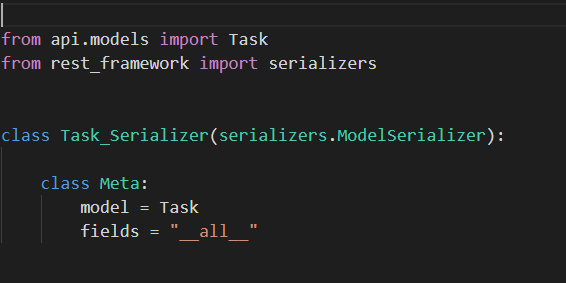 from api.models import Task
from rest_framework import serializers
class Task_Serializer(serializers.ModelSerializer):
class Meta:
model = Task
fields = "__all__"